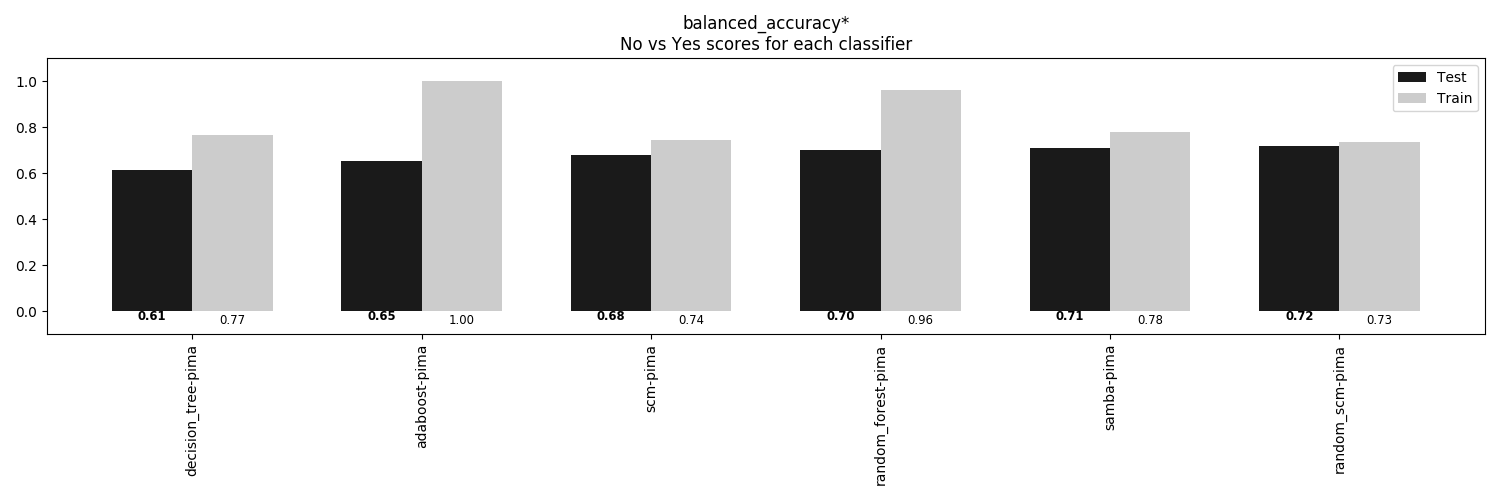 balanced_accuracy*
No vs Yes scores for each classifier
Test
Train
1.0
0.8
0.6
0.4
0.2
0.0
0.61
0.77
0.65
1.00
0.68
0.74
0.70
0.96
0.71
0.78
0.72
0.73
decision_tree-pima
adaboost-pima
scm-pima
random_forest-pima
samba-pima
random_scm-pima